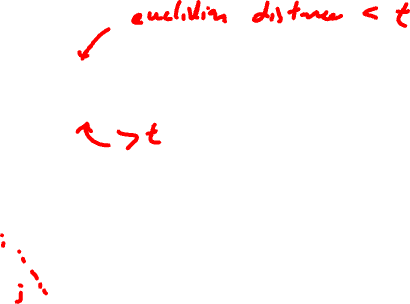 euclidian distance < t
> t
i
j